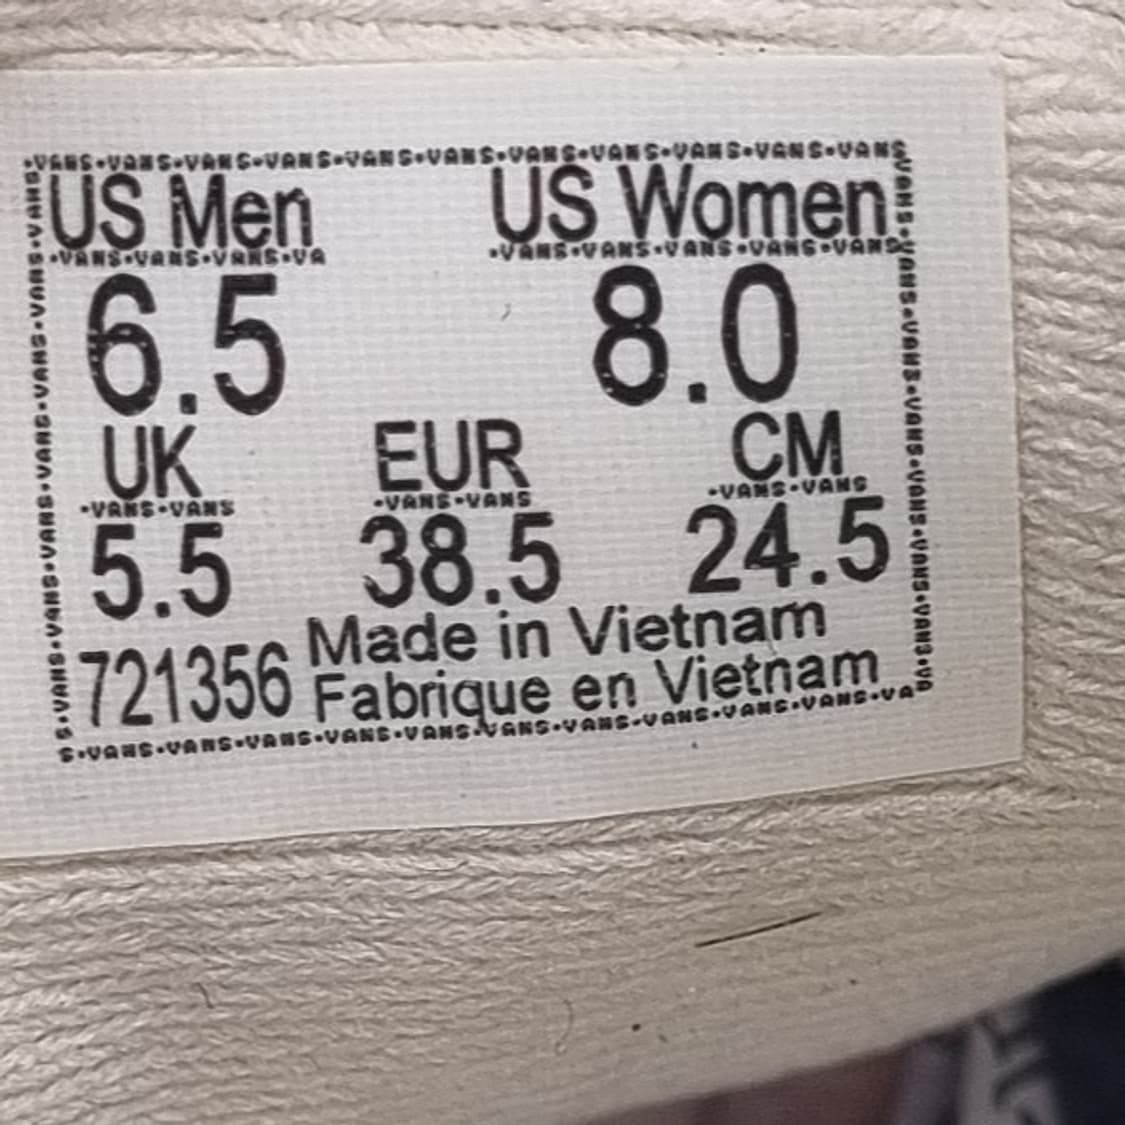 •VANS•VANS•VANS•VANS•VANS•VANS•VANS•VANS•VANS•VANS•VANS
US Men US Women
•VANS•VANS•VANS•VA •VANS•VANS•VANS•VANS•VANS
6.5 8.0
UK EUR CM
•VANS•VANS •VANS•VANS •VANS•VANS
5.5 38.5 24.5
721356 Made in Vietnam
Fabrique en Vietnam
S•VANS•VANS•VANS•VANS•VANS•VANS•VANS•VANS•VANS•VANS•VA